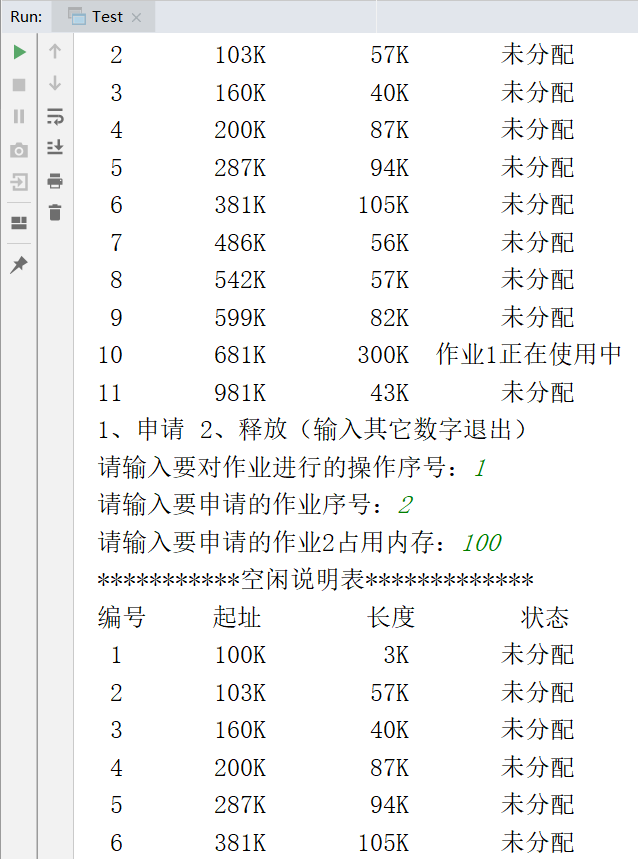 Run: Test
2 103K 57K 未分配
3 160K 40K 未分配
4 200K 87K 未分配
5 287K 94K 未分配
6 381K 105K 未分配
7 486K 56K 未分配
8 542K 57K 未分配
9 599K 82K 未分配
10 681K 300K 作业1正在使用中
11 981K 43K 未分配
1、申请 2、释放（输入其它数字退出）
请输入要对作业进行的操作序号：1
请输入要申请的作业序号：2
请输入要申请的作业2占用内存：100
***********空闲说明表*************
编号 起址 长度 状态
1 100K 3K 未分配
2 103K 57K 未分配
3 160K 40K 未分配
4 200K 87K 未分配
5 287K 94K 未分配
6 381K 105K 未分配